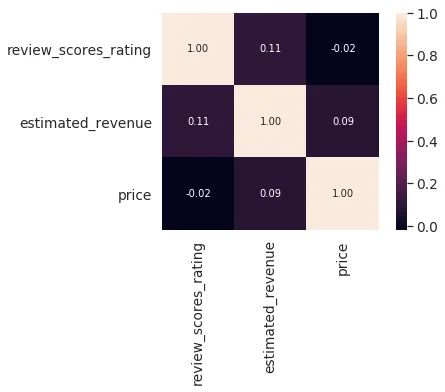 review_scores_rating
1.00 0.11 -0.02
estimated_revenue
0.11 1.00 0.09
price
-0.02 0.09 1.00
review_scores_rating
estimated_revenue
price
1.0
0.8
0.6
0.4
0.2
0.0